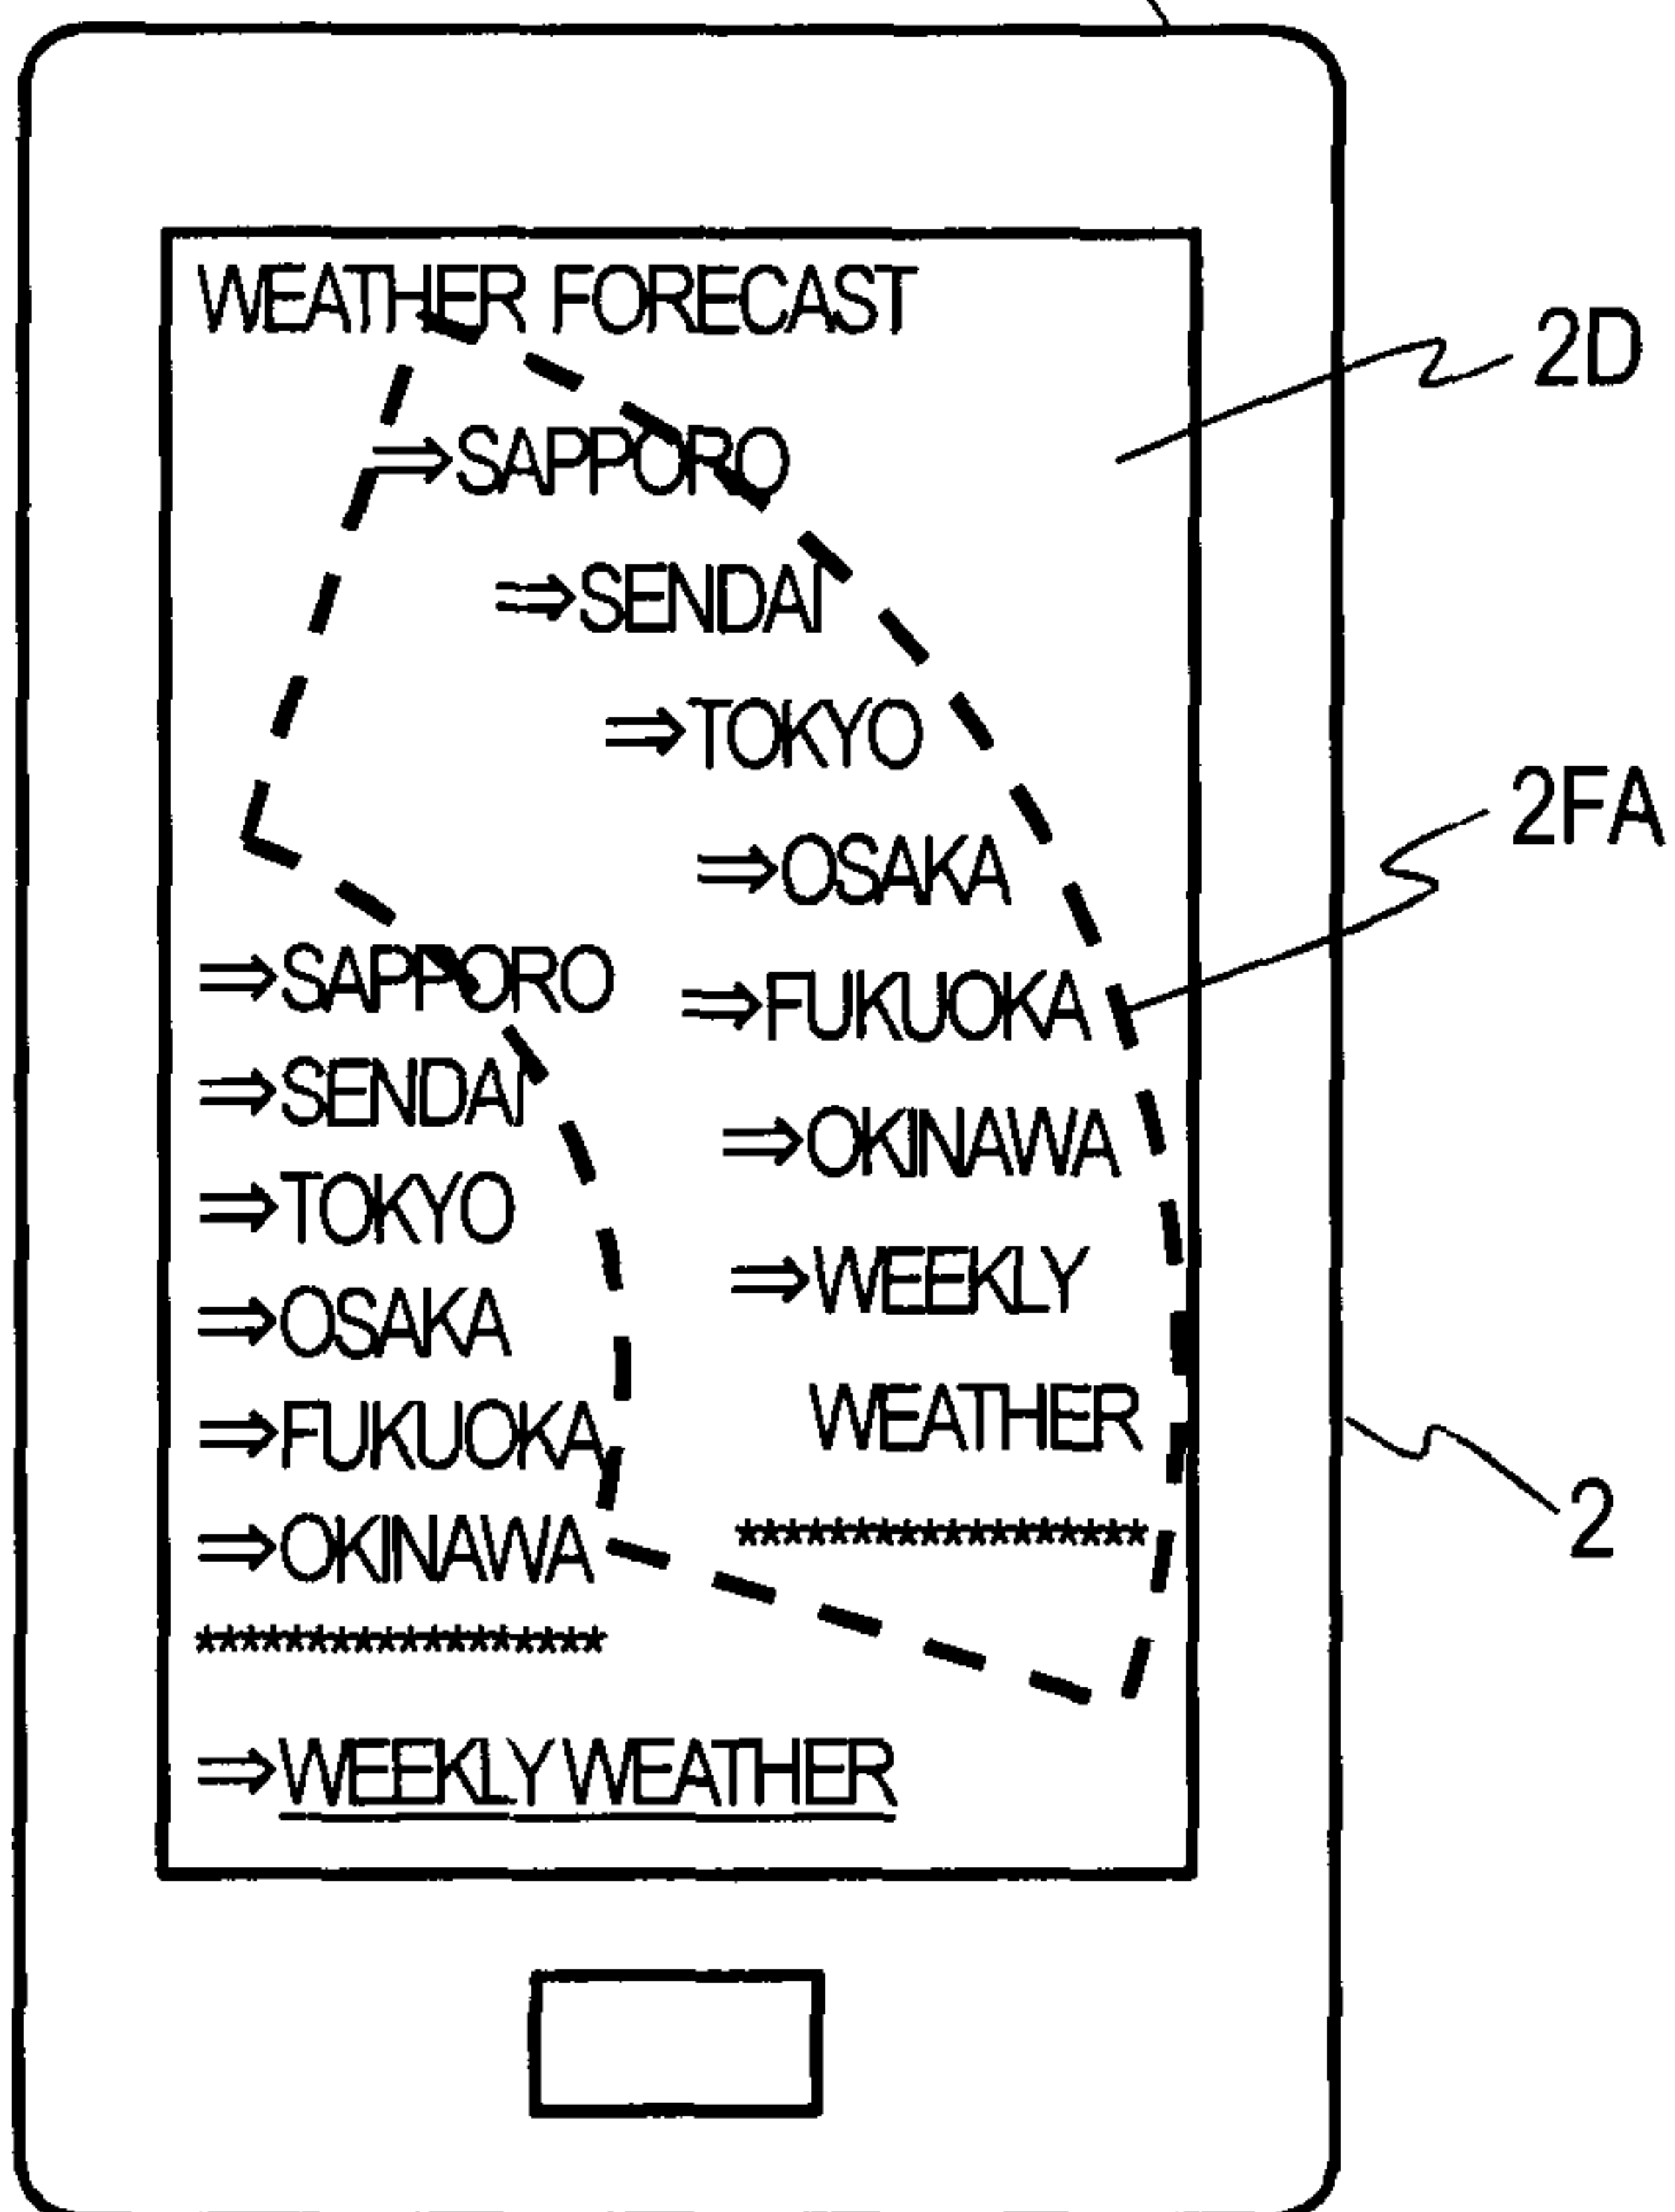 WEATHER FORECAST
⇒SAPPORO
⇒SENDAI
⇒TOKYO
⇒OSAKA
⇒FUKUOKA
⇒OKINAWA
⇒WEEKLY
WEATHER
******************
⇒SAPPORO
⇒SENDAI
⇒TOKYO
⇒OSAKA
⇒FUKUOKA
⇒OKINAWA
******************
⇒WEEKLY WEATHER
2D
2FA
2